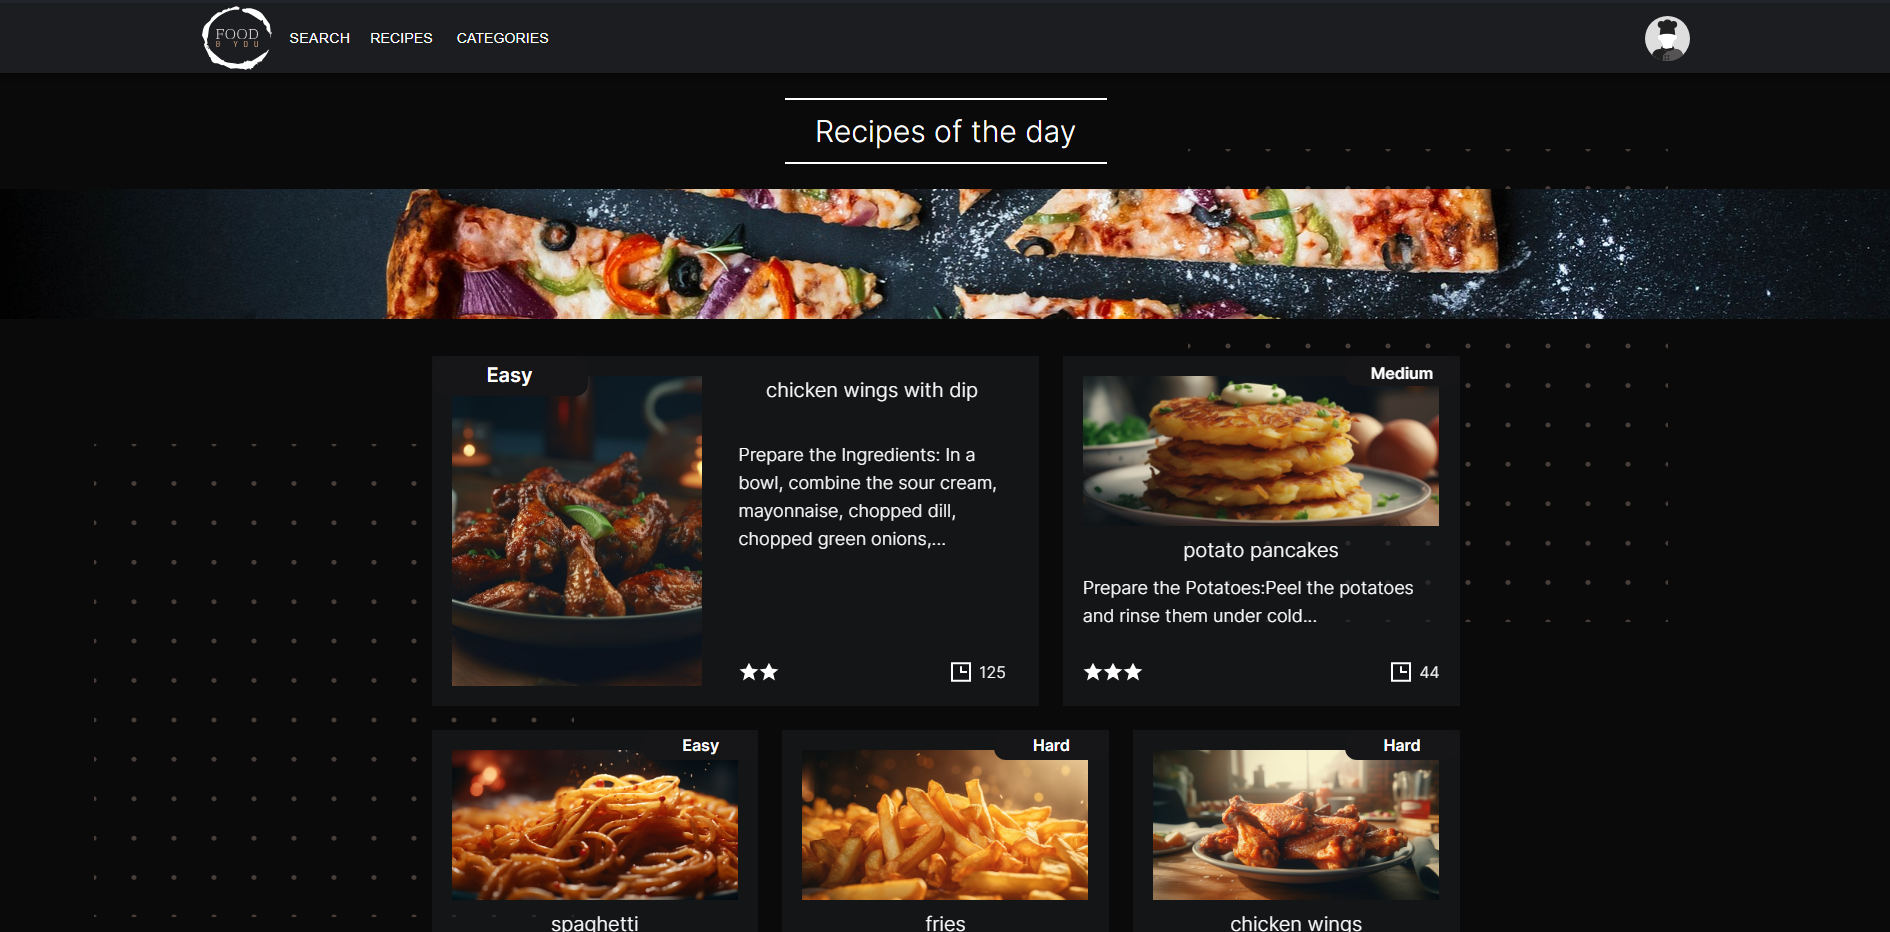 FOOD
& YOU
SEARCH
RECIPES
CATEGORIES
Recipes of the day
Easy
chicken wings with dip
Prepare the Ingredients: In a
bowl, combine the sour cream,
mayonnaise, chopped dill,
chopped green onions,...
125
Medium
potato pancakes
Prepare the Potatoes:Peel the potatoes
and rinse them under cold...
44
Easy
spaghetti
Hard
fries
Hard
chicken wings